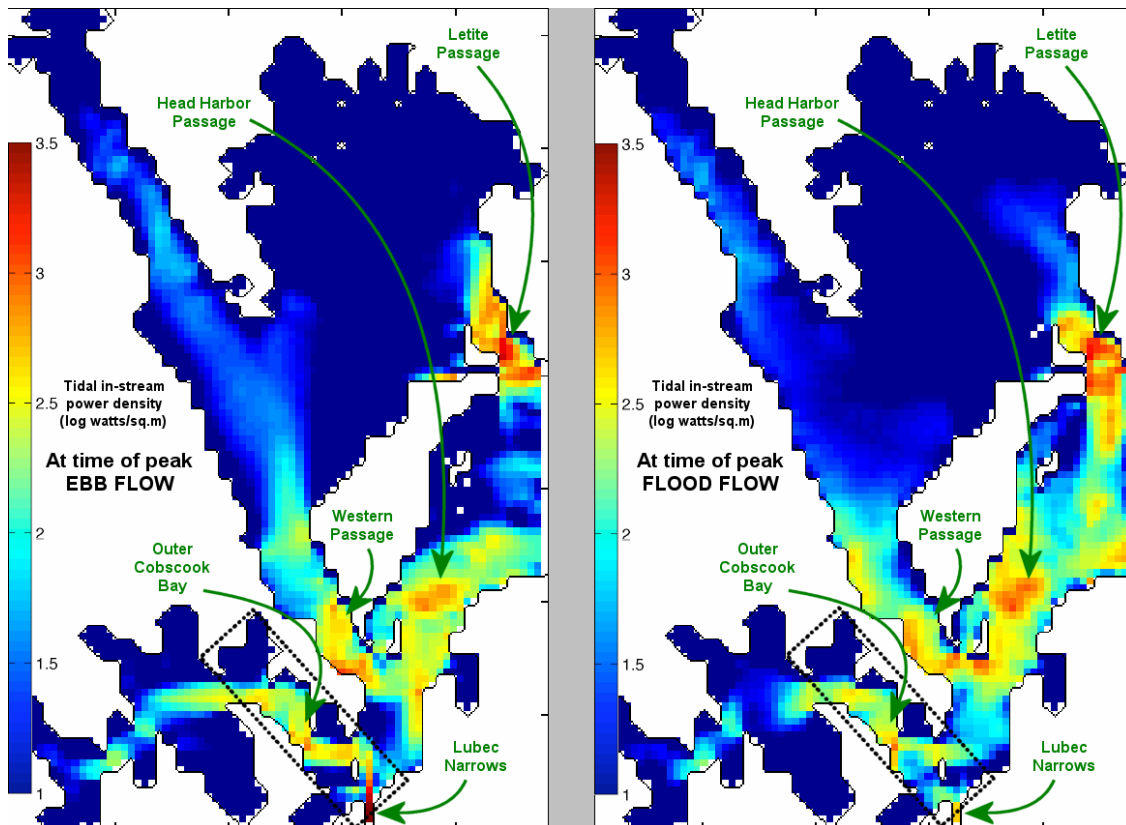 Letite
Passage
Head Harbor
Passage
3.5
3
2.5
2
1.5
1
Tidal in-stream
power density
(log watts/sq.m)
At time of peak
EBB FLOW
Western
Passage
Outer
Cobscook
Bay
Lubec
Narrows
Letite
Passage
Head Harbor
Passage
3.5
3
2.5
2
1.5
1
Tidal in-stream
power density
(log watts/sq.m)
At time of peak
FLOOD FLOW
Western
Passage
Outer
Cobscook
Bay
Lubec
Narrows